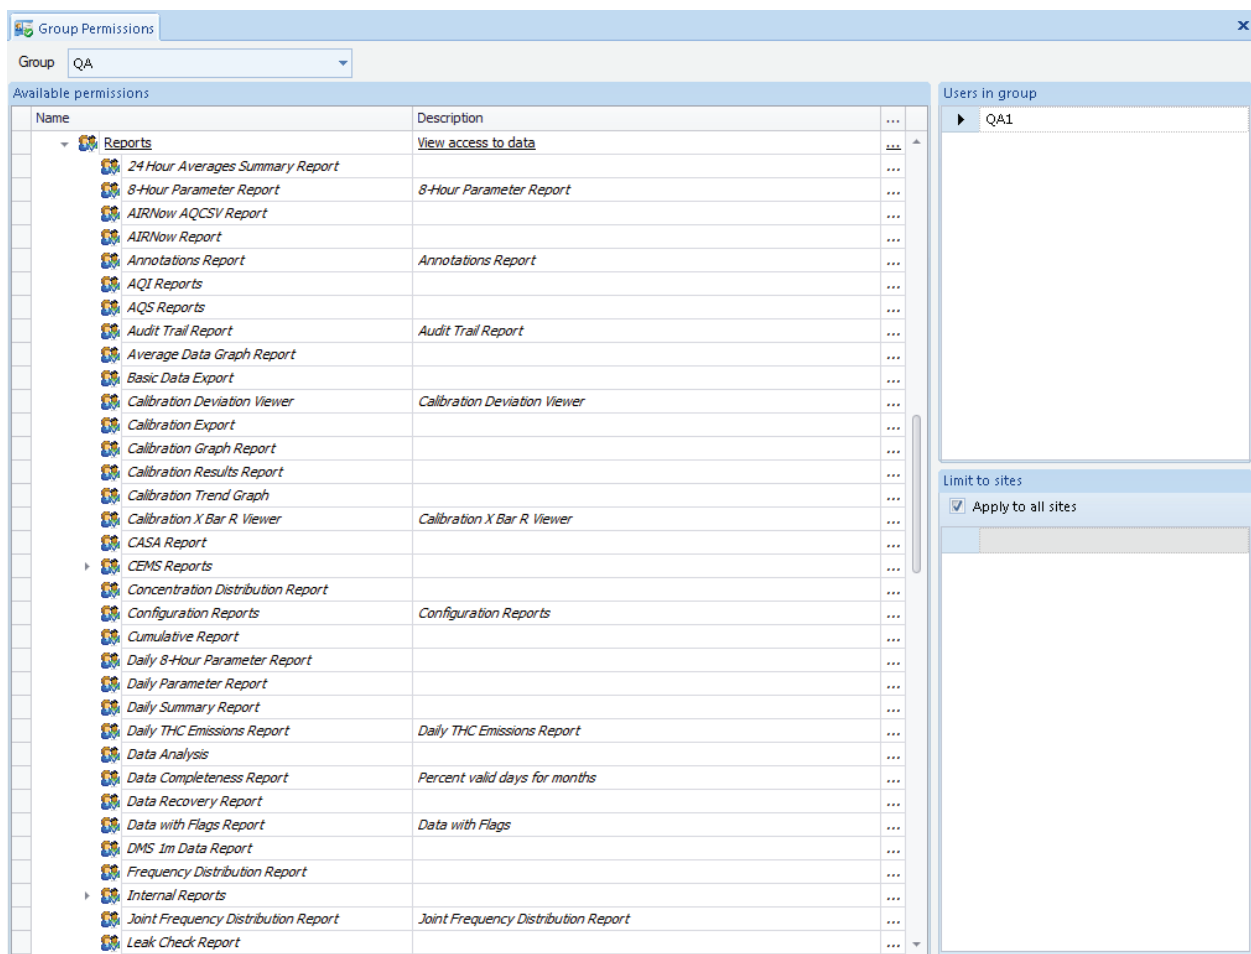 Group Permissions
Group QA
Available permissions
Name Description ...
Reports View access to data ...
24 Hour Averages Summary Report ...
8-Hour Parameter Report 8-Hour Parameter Report ...
AIRNow AQCSV Report ...
AIRNow Report ...
Annotations Report Annotations Report ...
AQI Reports ...
AQS Reports ...
Audit Trail Report Audit Trail Report ...
Average Data Graph Report ...
Basic Data Export ...
Calibration Deviation Viewer Calibration Deviation Viewer ...
Calibration Export ...
Calibration Graph Report ...
Calibration Results Report ...
Calibration Trend Graph ...
Calibration X Bar R Viewer Calibration X Bar R Viewer ...
CASA Report ...
CEMS Reports ...
Concentration Distribution Report ...
Configuration Reports Configuration Reports ...
Cumulative Report ...
Daily 8-Hour Parameter Report ...
Daily Parameter Report ...
Daily Summary Report ...
Daily THC Emissions Report Daily THC Emissions Report ...
Data Analysis ...
Data Completeness Report Percent valid days for months ...
Data Recovery Report ...
Data with Flags Report Data with Flags ...
DMS 1m Data Report ...
Frequency Distribution Report ...
Internal Reports ...
Joint Frequency Distribution Report Joint Frequency Distribution Report ...
Leak Check Report ...
Users in group
QA1
Limit to sites
Apply to all sites